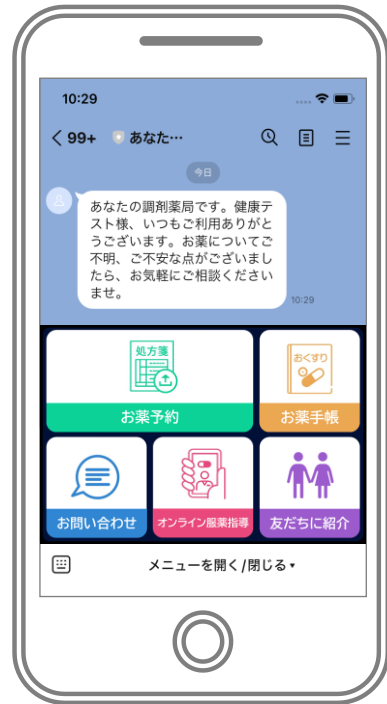 10:29
99+ あなた…
今日
あなたの調剤薬局です。健康テ
スト様、いつもご利用ありがと
うございます。お薬についてご
不明、ご不安な点がございまし
たら、お気軽にご相談ください
ませ。
10:29
処方箋
お薬予約
おくすり
お薬手帳
お問い合わせ
オンライン服薬指導
友だちに紹介
メニューを開く/閉じる▾